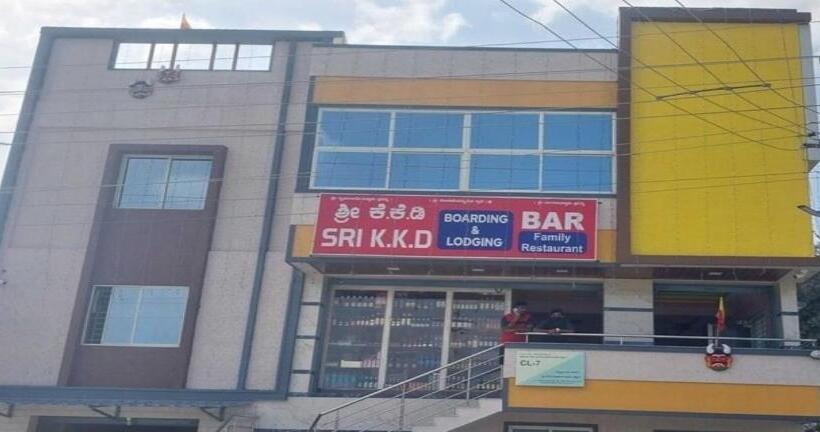 ಶ್ರೀ ಕೆ.ಕೆ.ಡಿ
SRI K.K.D
BOARDING
&
LODGING
BAR
Family
Restaurant
CL-7